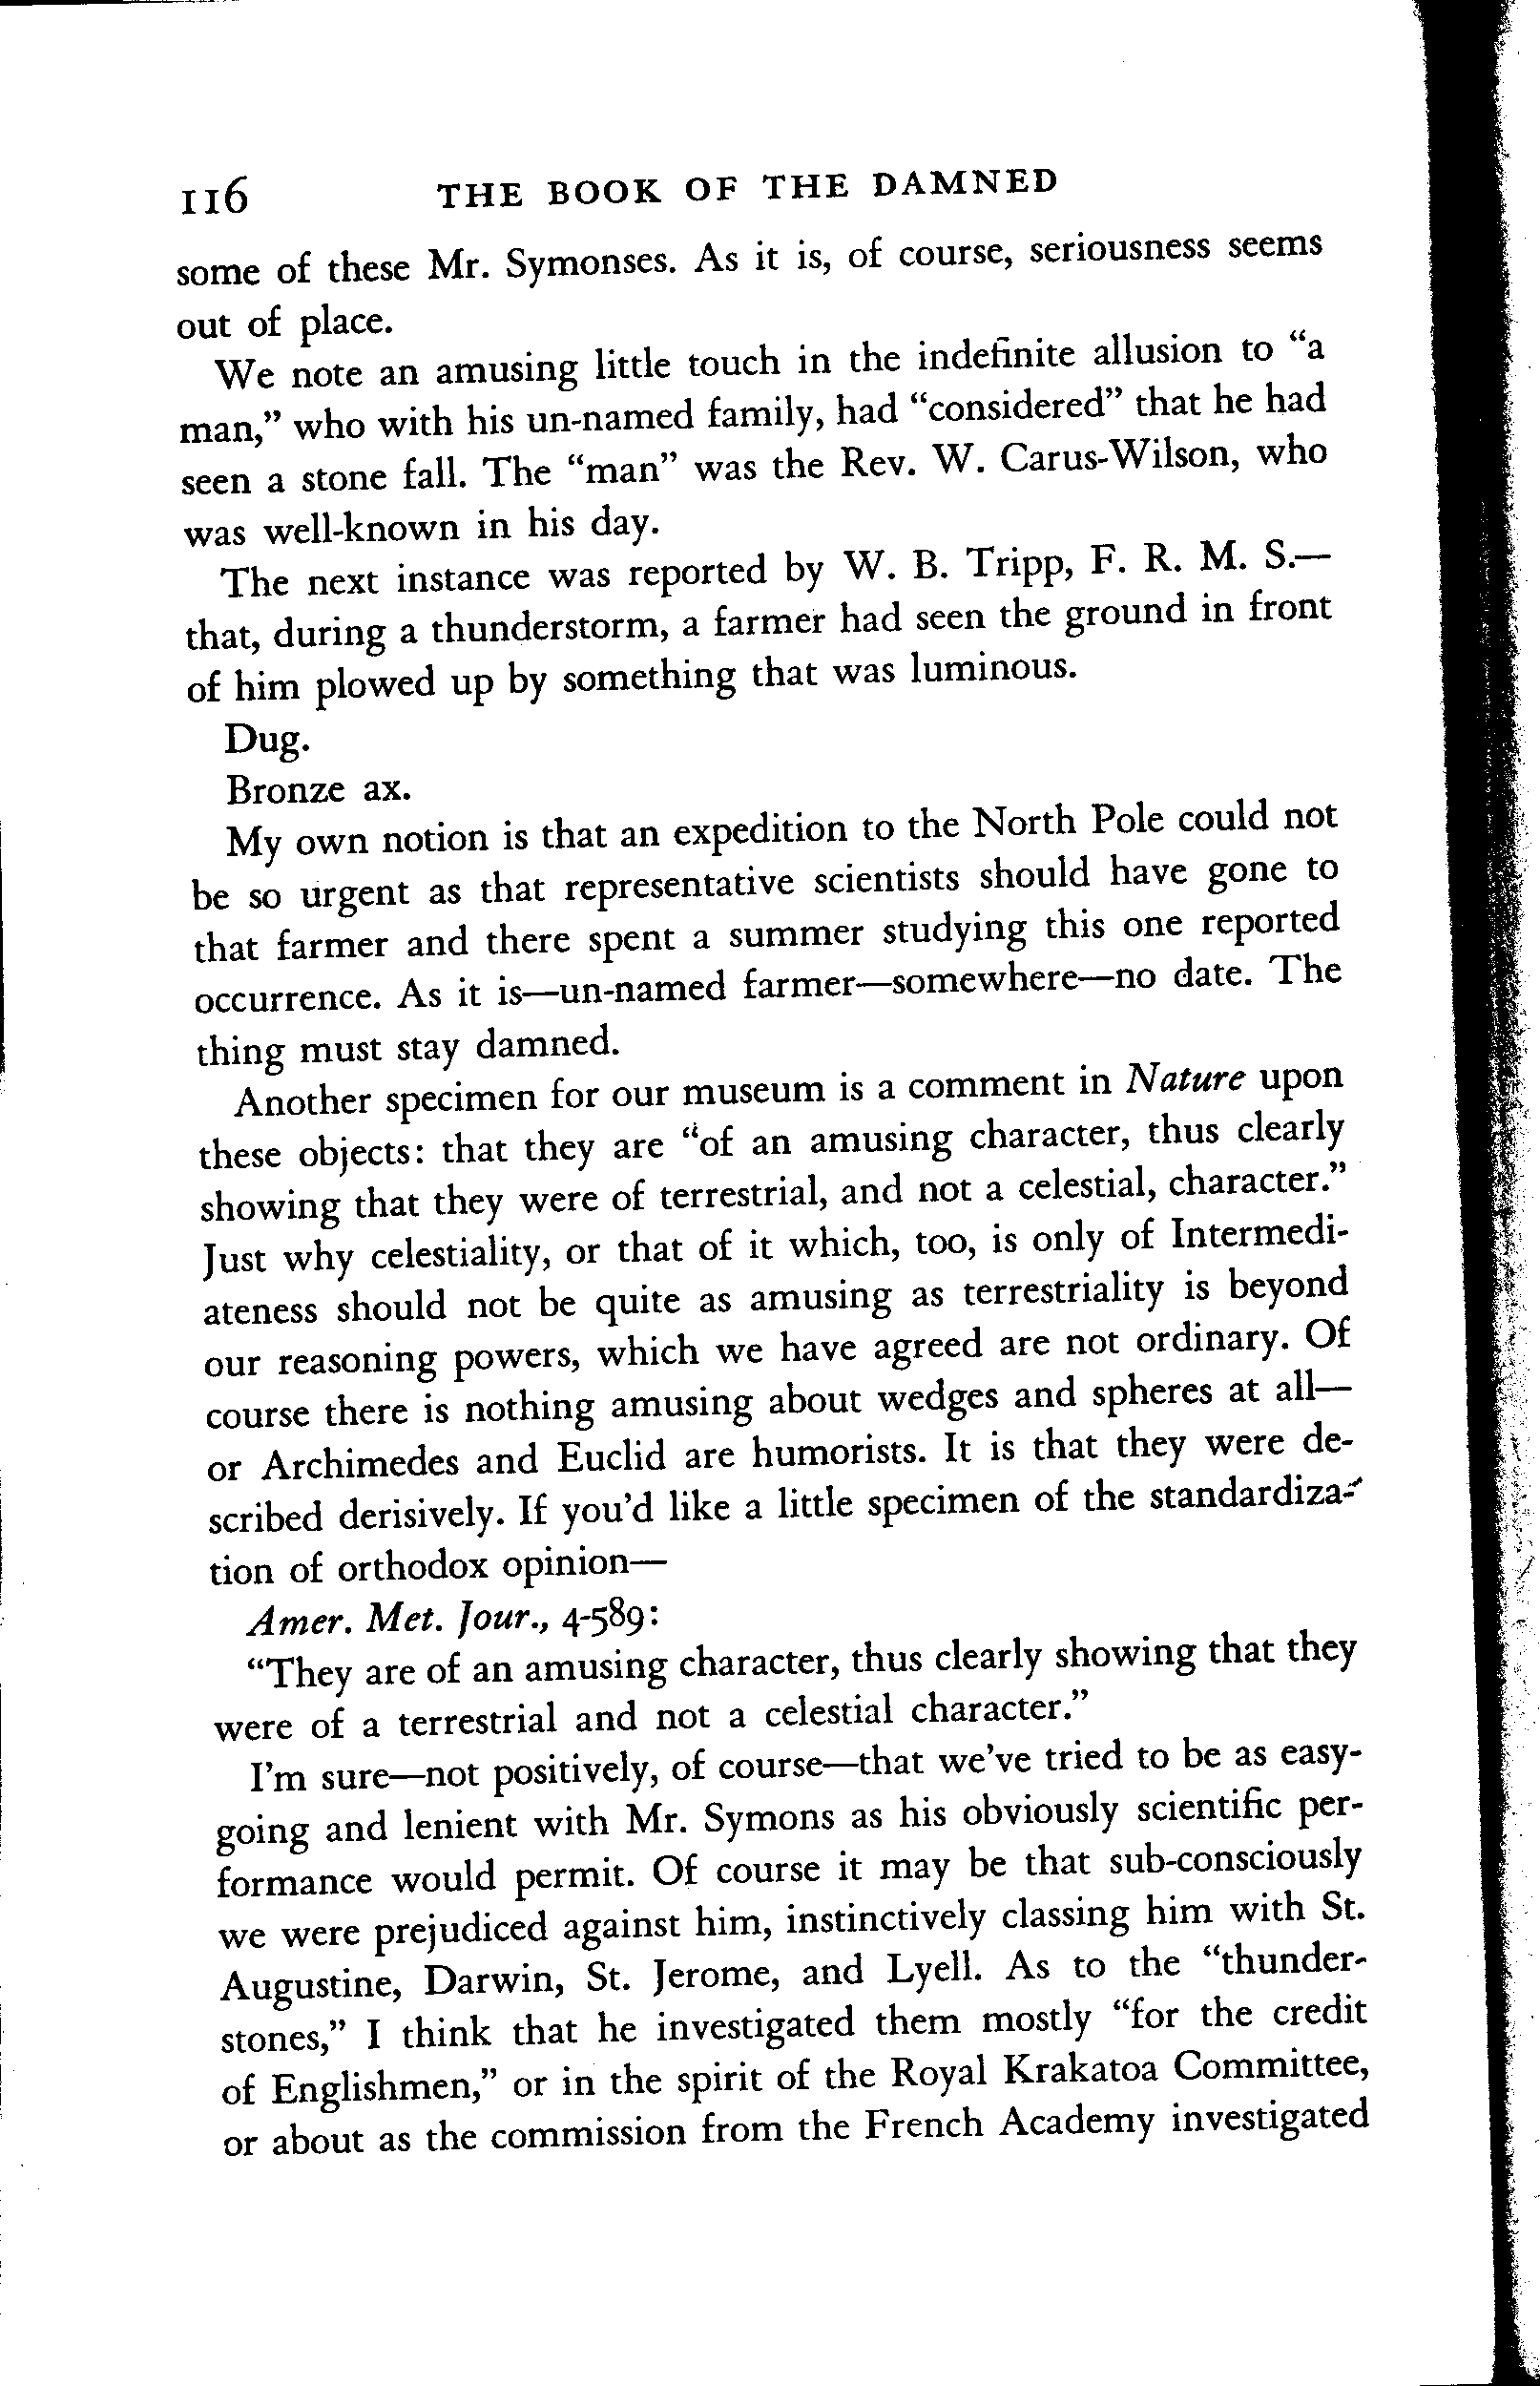 116 THE BOOK OF THE DAMNED
some of these Mr. Symonses. As it is, of course, seriousness seems
out of place.
We note an amusing little touch in the indefinite allusion to “a
man,” who with his un-named family, had “considered” that he had
seen a stone fall. The “man” was the Rev. W. Carus-Wilson, who
was well-known in his day.
The next instance was reported by W. B. Tripp, F. R. M. S.—
that, during a thunderstorm, a farmer had seen the ground in front
of him plowed up by something that was luminous.
Dug.
Bronze ax.
My own notion is that an expedition to the North Pole could not
be so urgent as that representative scientists should have gone to
that farmer and there spent a summer studying this one reported
occurrence. As it is—un-named farmer—somewhere—no date. The
thing must stay damned.
Another specimen for our museum is a comment in Nature upon
these objects: that they are “of an amusing character, thus clearly
showing that they were of terrestrial, and not a celestial, character.”
Just why celestiality, or that of it which, too, is only of Intermedi-
ateness should not be quite as amusing as terrestriality is beyond
our reasoning powers, which we have agreed are not ordinary. Of
course there is nothing amusing about wedges and spheres at all—
or Archimedes and Euclid are humorists. It is that they were de-
scribed derisively. If you’d like a little specimen of the standardiza-
tion of orthodox opinion—
Amer. Met. Jour., 4-589:
“They are of an amusing character, thus clearly showing that they
were of a terrestrial and not a celestial character.”
I’m sure—not positively, of course—that we’ve tried to be as easy-
going and lenient with Mr. Symons as his obviously scientific per-
formance would permit. Of course it may be that sub-consciously
we were prejudiced against him, instinctively classing him with St.
Augustine, Darwin, St. Jerome, and Lyell. As to the “thunder-
stones,” I think that he investigated them mostly “for the credit
of Englishmen,” or in the spirit of the Royal Krakatoa Committee,
or about as the commission from the French Academy investigated